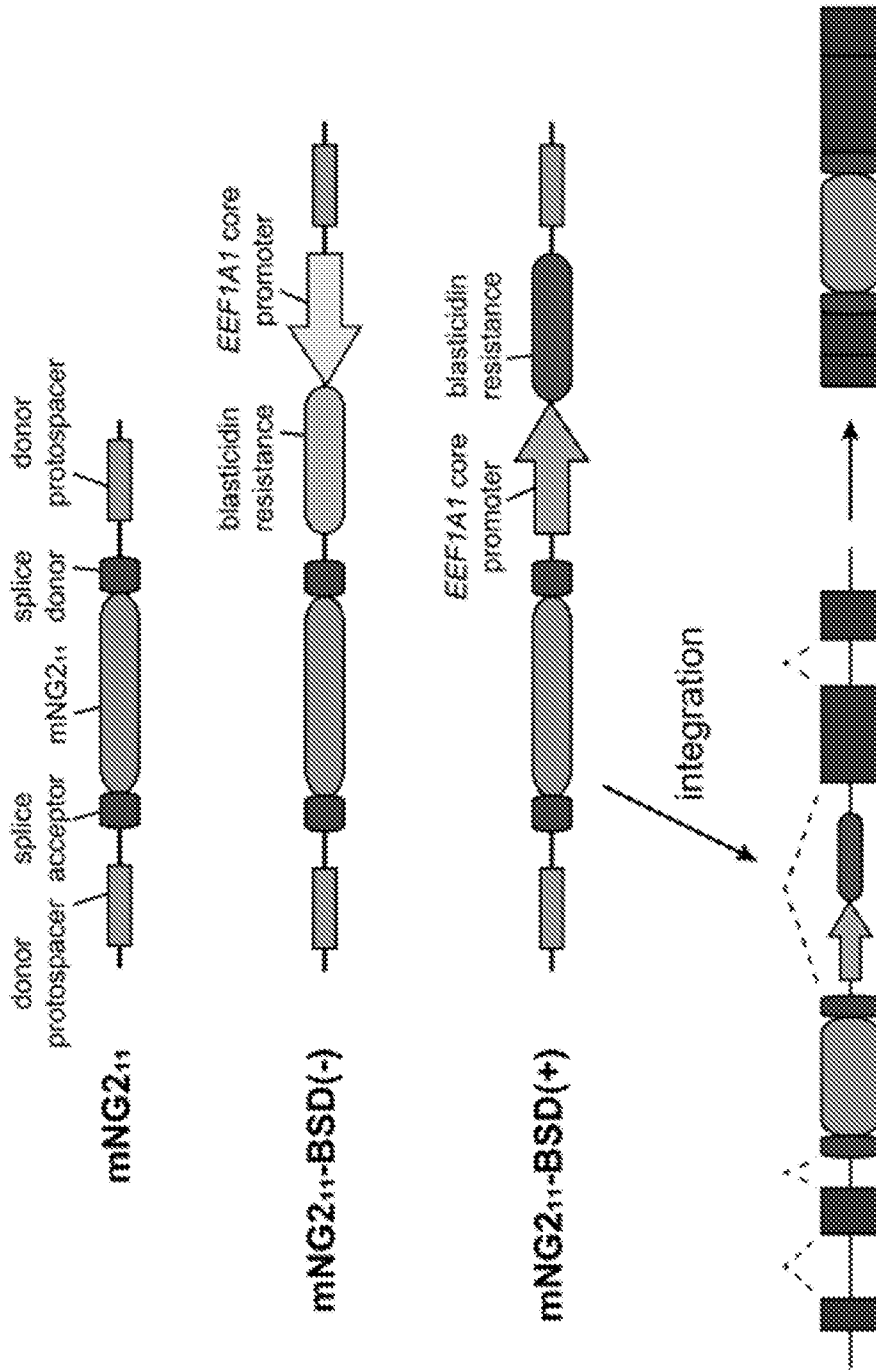 donor
protospacer
splice
acceptor
mNG2₁₁
splice
donor
donor
protospacer
mNG2₁₁
blasticidin
resistance
EEF1A1 core
promoter
mNG2₁₁-BSD(-)
EEF1A1 core
promoter
blasticidin
resistance
mNG2₁₁-BSD(+)
integration